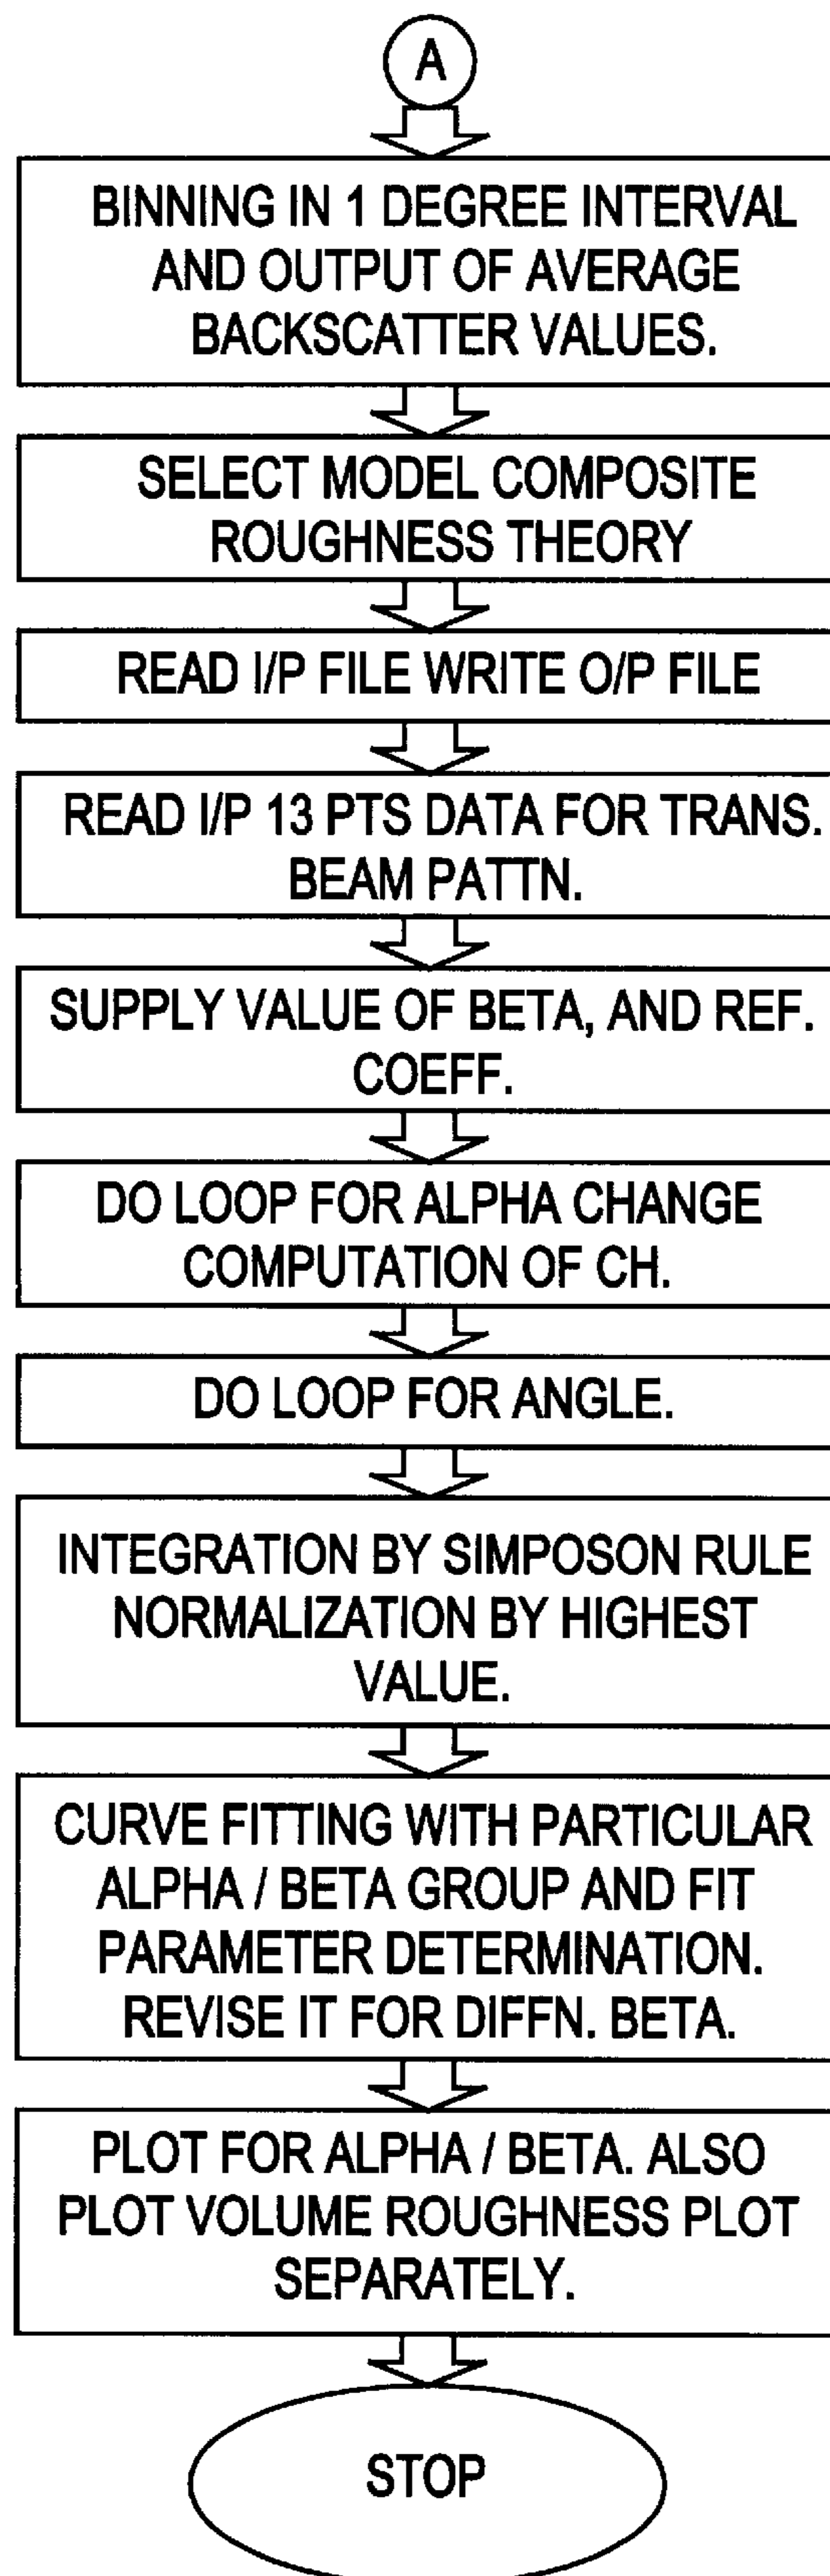 A
BINNING IN 1 DEGREE INTERVAL
AND OUTPUT OF AVERAGE
BACKSCATTER VALUES.
SELECT MODEL COMPOSITE
ROUGHNESS THEORY
READ I/P FILE WRITE O/P FILE
READ I/P 13 PTS DATA FOR TRANS.
BEAM PATTN.
SUPPLY VALUE OF BETA, AND REF.
COEFF.
DO LOOP FOR ALPHA CHANGE
COMPUTATION OF CH.
DO LOOP FOR ANGLE.
INTEGRATION BY SIMPOSON RULE
NORMALIZATION BY HIGHEST
VALUE.
CURVE FITTING WITH PARTICULAR
ALPHA / BETA GROUP AND FIT
PARAMETER DETERMINATION.
REVISE IT FOR DIFFN. BETA.
PLOT FOR ALPHA / BETA. ALSO
PLOT VOLUME ROUGHNESS PLOT
SEPARATELY.
STOP